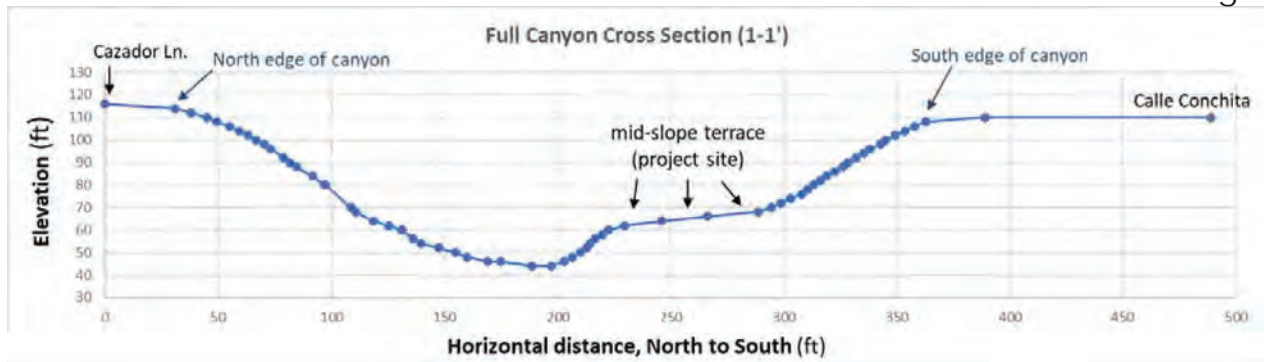 Full Canyon Cross Section (1-1')
Cazador Ln.
North edge of canyon
South edge of canyon
Calle Conchita
mid-slope terrace
(project site)
Elevation (ft)
130
120
110
100
90
80
70
60
50
40
30
0 50 100 150 200 250 300 350 400 450 500
Horizontal distance, North to South (ft)